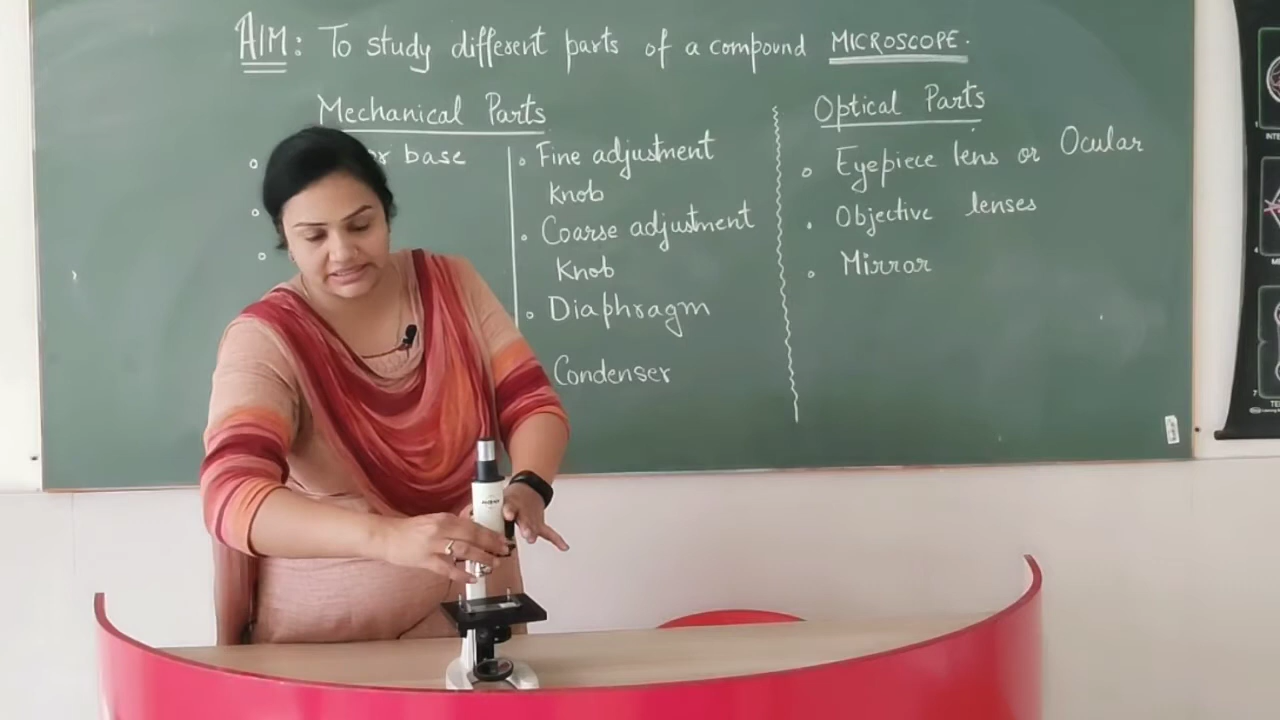 AIM: To study different parts of a compound MICROSCOPE.
Mechanical Parts
base
Fine adjustment
Knob
Coarse adjustment
Knob
Diaphragm
Condenser
Optical Parts
Eyepiece lens or Ocular
Objective lenses
Mirror